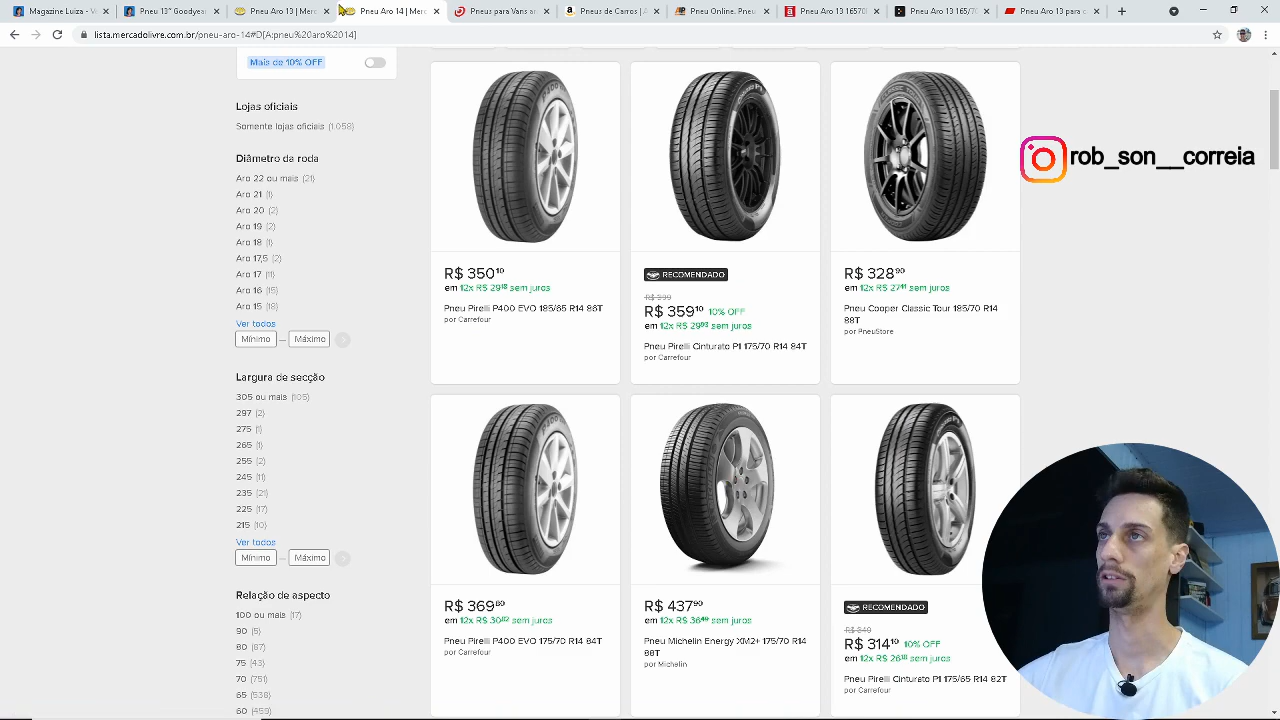 Magazine Luiza - Vo
Pneu 13" Goodyear
Pneu Aro 13 | Merc
Pneu Aro 14 | Merc
Pneus para Vans ar
Pneus de Carros | A
Pneu Online. Pneu
Pneu Aro 13 16570
Pneu Aro 13 165/70
Pneu Aro 13 para c
lista.mercadolivre.com.br/pneu-aro-14#D[A:pneu%20aro%2014]
Mais de 10% OFF
Lojas oficiais
Somente lojas oficiais (1.059)
Diâmetro da roda
Aro 22 ou mais (21)
Aro 21 (1)
Aro 20 (2)
Aro 19 (2)
Aro 18 (1)
Aro 17,5 (2)
Aro 17 (11)
Aro 16 (15)
Aro 15 (18)
Ver todos
Mínimo — Máximo
Largura de secção
305 ou mais (105)
297 (2)
275 (1)
265 (1)
255 (2)
245 (11)
235 (21)
225 (17)
215 (10)
Ver todos
Mínimo — Máximo
Relação de aspecto
100 ou mais (17)
90 (5)
80 (87)
75 (43)
70 (751)
65 (538)
60 (459)
R$ 350 10
em 12x R$ 29 18 sem juros
Pneu Pirelli P400 EVO 185/65 R14 86T
por Carrefour
RECOMENDADO
R$ 399
R$ 359 10 10% OFF
em 12x R$ 29 93 sem juros
Pneu Pirelli Cinturato P1 175/70 R14 84T
por Carrefour
R$ 328 90
em 12x R$ 27 41 sem juros
Pneu Cooper Classic Tour 185/70 R14
88T
por PneuStore
R$ 369 80
em 12x R$ 30 82 sem juros
Pneu Pirelli P400 EVO 175/70 R14 84T
por Carrefour
R$ 437 90
em 12x R$ 36 49 sem juros
Pneu Michelin Energy XM2+ 175/70 R14
88T
por Michelin
RECOMENDADO
R$ 349
R$ 314 10 10% OFF
em 12x R$ 26 18 sem juros
Pneu Pirelli Cinturato P1 175/65 R14 82T
por Carrefour
rob_son__correia